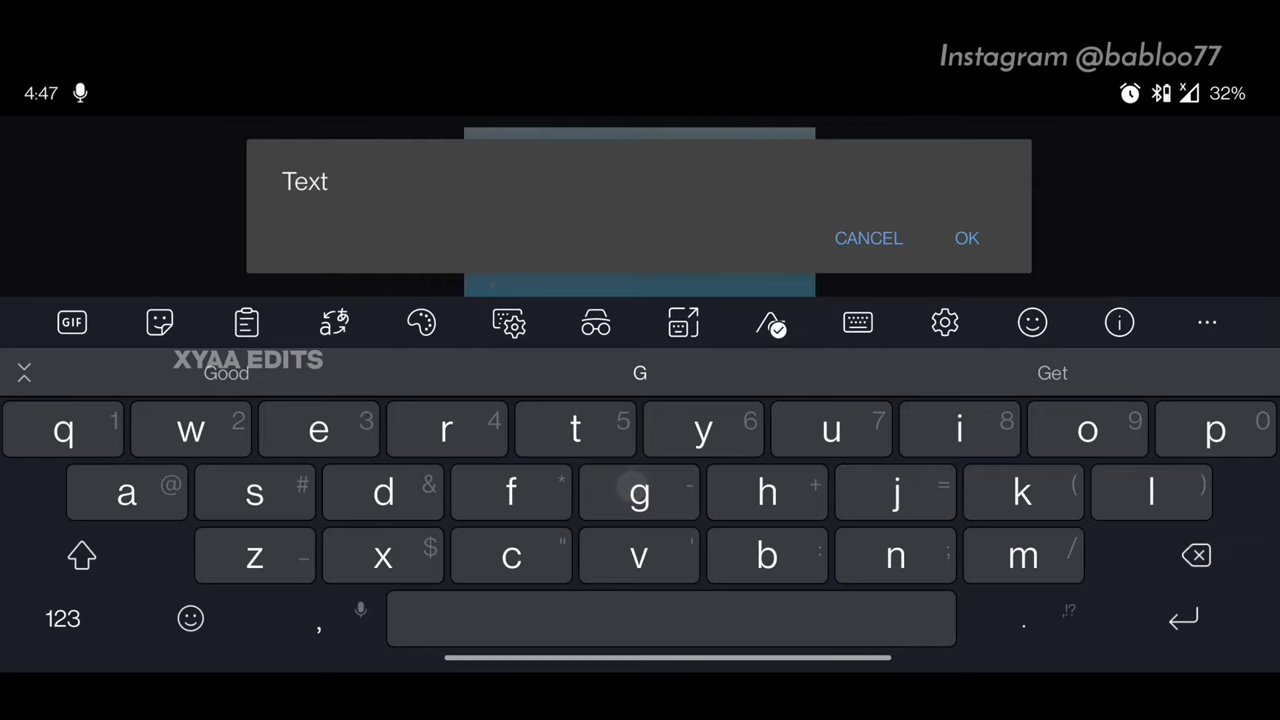 Instagram @babloo77
4:47 32%
Text
CANCEL OK
GIF
XYAA EDITS
Good G Get
q 1 w 2 e 3 r 4 t 5 y 6 u 7 i 8 o 9 p 0
a @ s # d & f * g - h + j = k ( l )
z _ x $ c " v ' b : n ; m /
123 , . ,!?